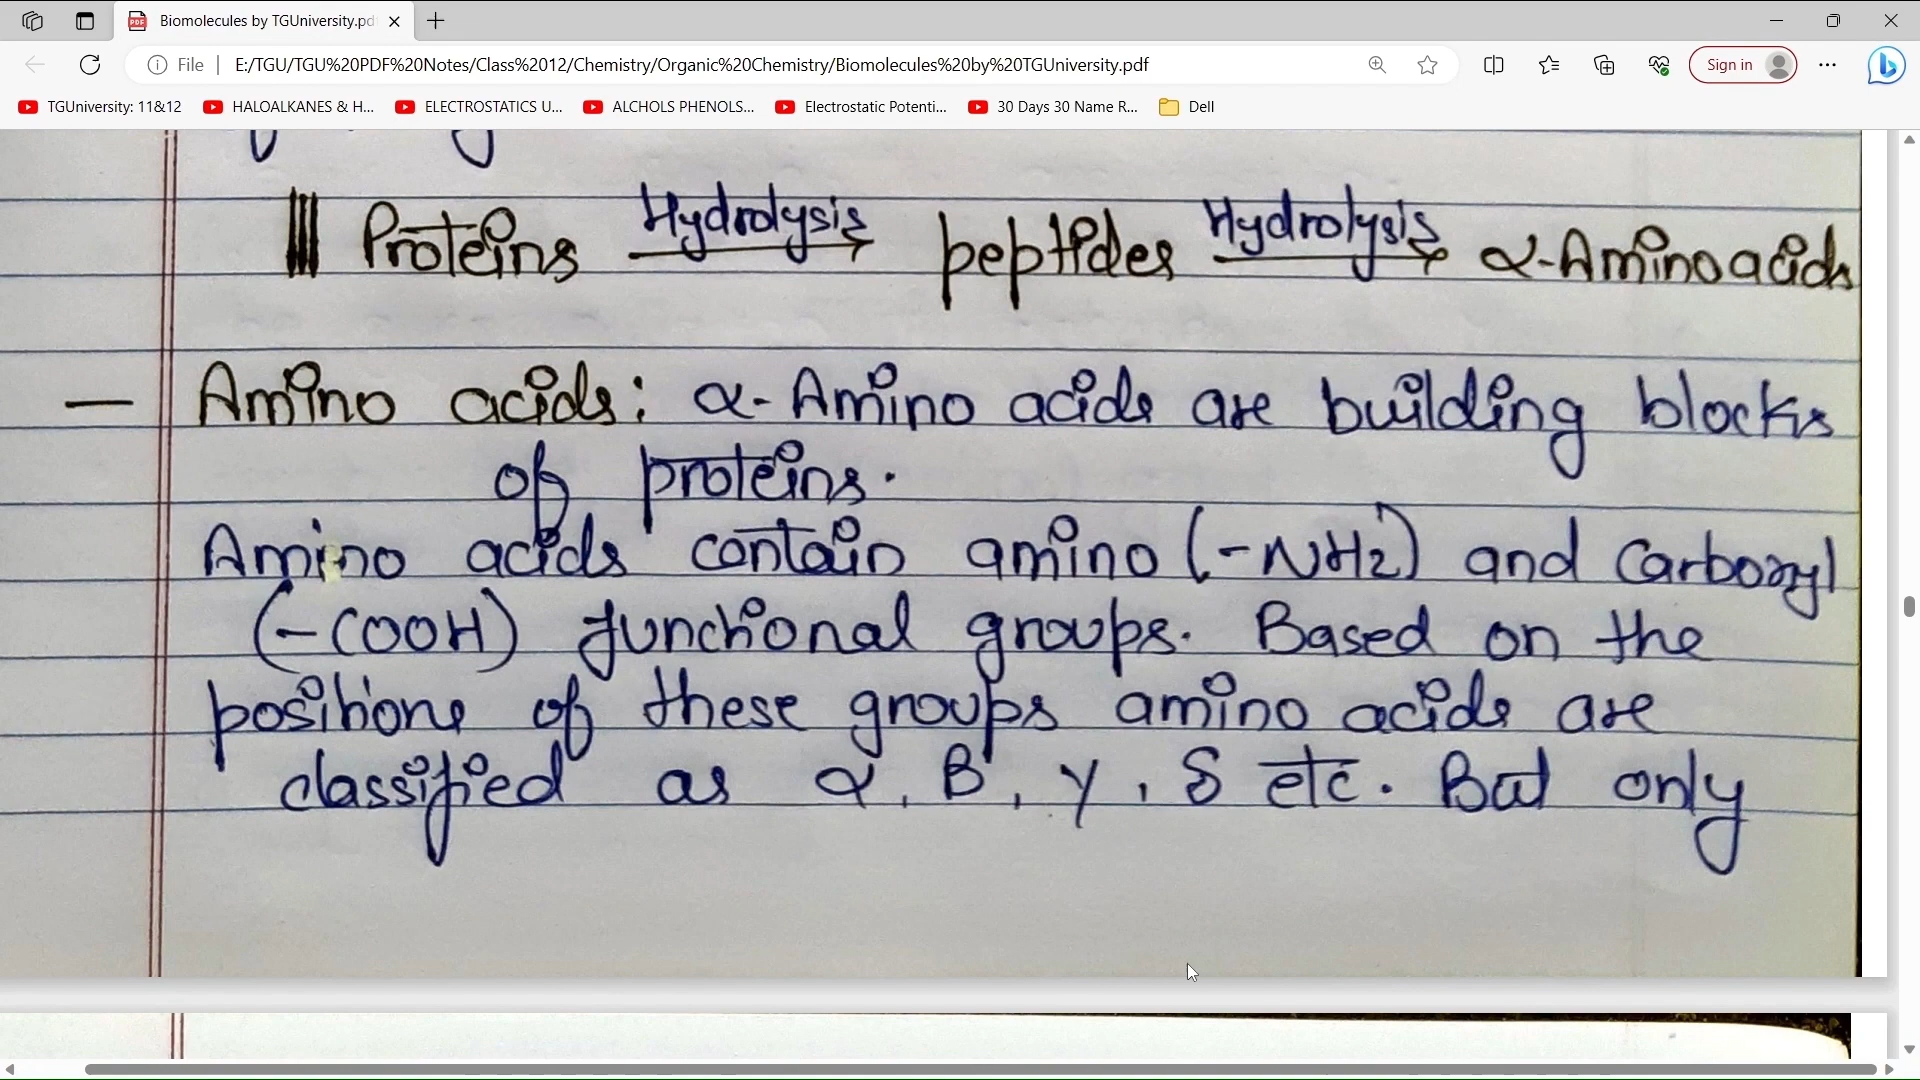 Biomolecules by TGUniversity.pd
File
E:/TGU/TGU%20PDF%20Notes/Class%2012/Chemistry/Organic%20Chemistry/Biomolecules%20by%20TGUniversity.pdf
Sign in
TGUniversity: 11&12 HALOALKANES & H... ELECTROSTATICS U... ALCHOLS PHENOLS... Electrostatic Potenti... 30 Days 30 Name R... Dell
Proteins Hydrolysis → peptides Hydrolysis → α-Aminoacids
— Amino acids: α-Amino acids are building blocks
of proteins.
Amino acids contain amino (-NH2) and Carboxyl
(-COOH) functional groups. Based on the
positions of these groups amino acids are
classified as α, β, γ, δ etc. But only